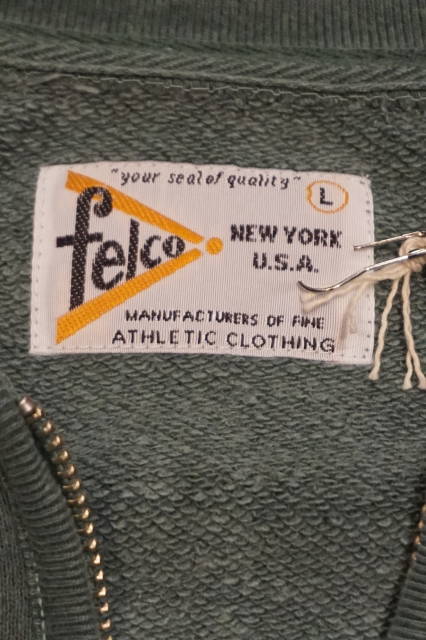 "your seal of quality"
L
felco
NEW YORK
U.S.A.
MANUFACTURERS OF FINE
ATHLETIC CLOTHING